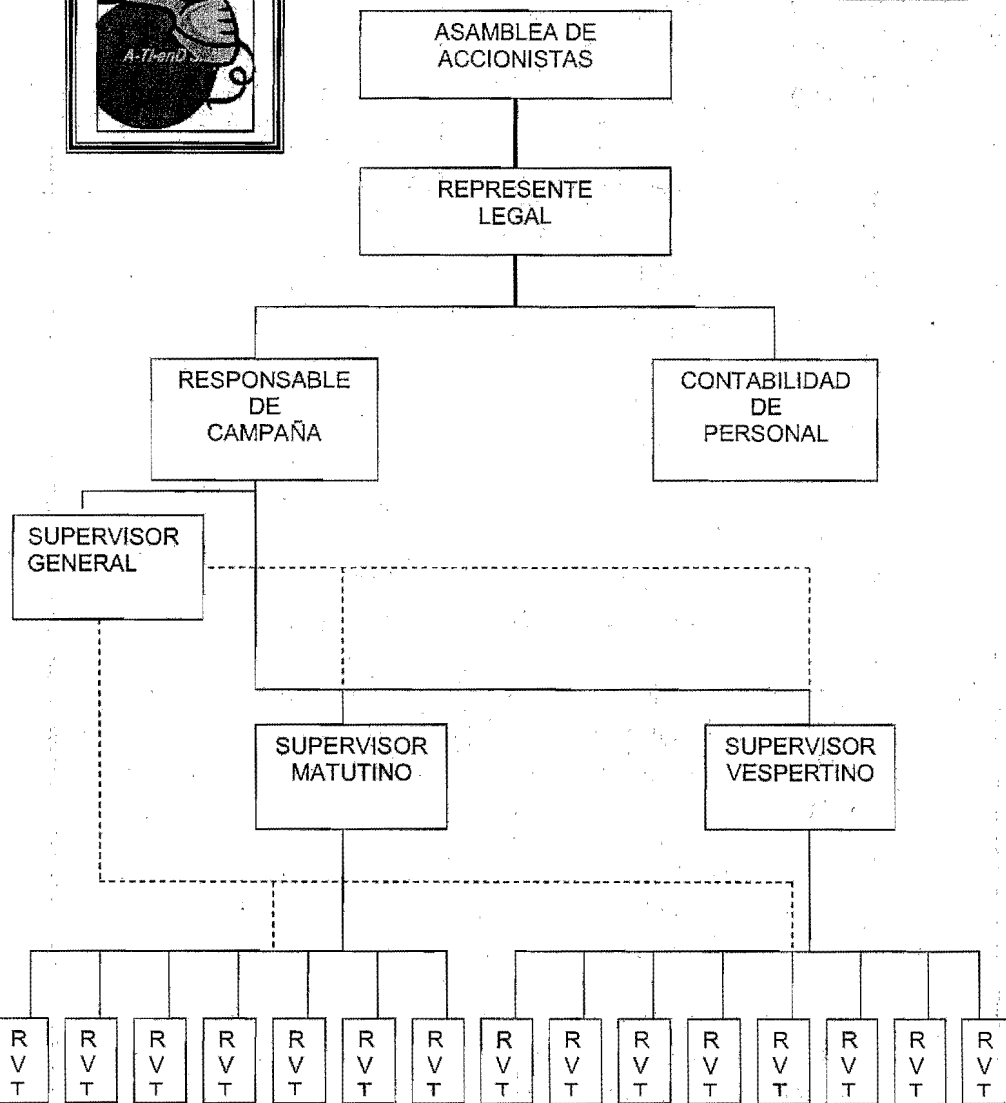 A-TI-enD S.
ASAMBLEA DE
ACCIONISTAS
REPRESENTE
LEGAL
RESPONSABLE
DE
CAMPAÑA
CONTABILIDAD
DE
PERSONAL
SUPERVISOR
GENERAL
SUPERVISOR
MATUTINO
SUPERVISOR
VESPERTINO
R
V
T
R
V
T
R
V
T
R
V
T
R
V
T
R
V
T
R
V
T
R
V
T
R
V
T
R
V
T
R
V
T
R
V
T
R
V
T
R
V
T
R
V
T